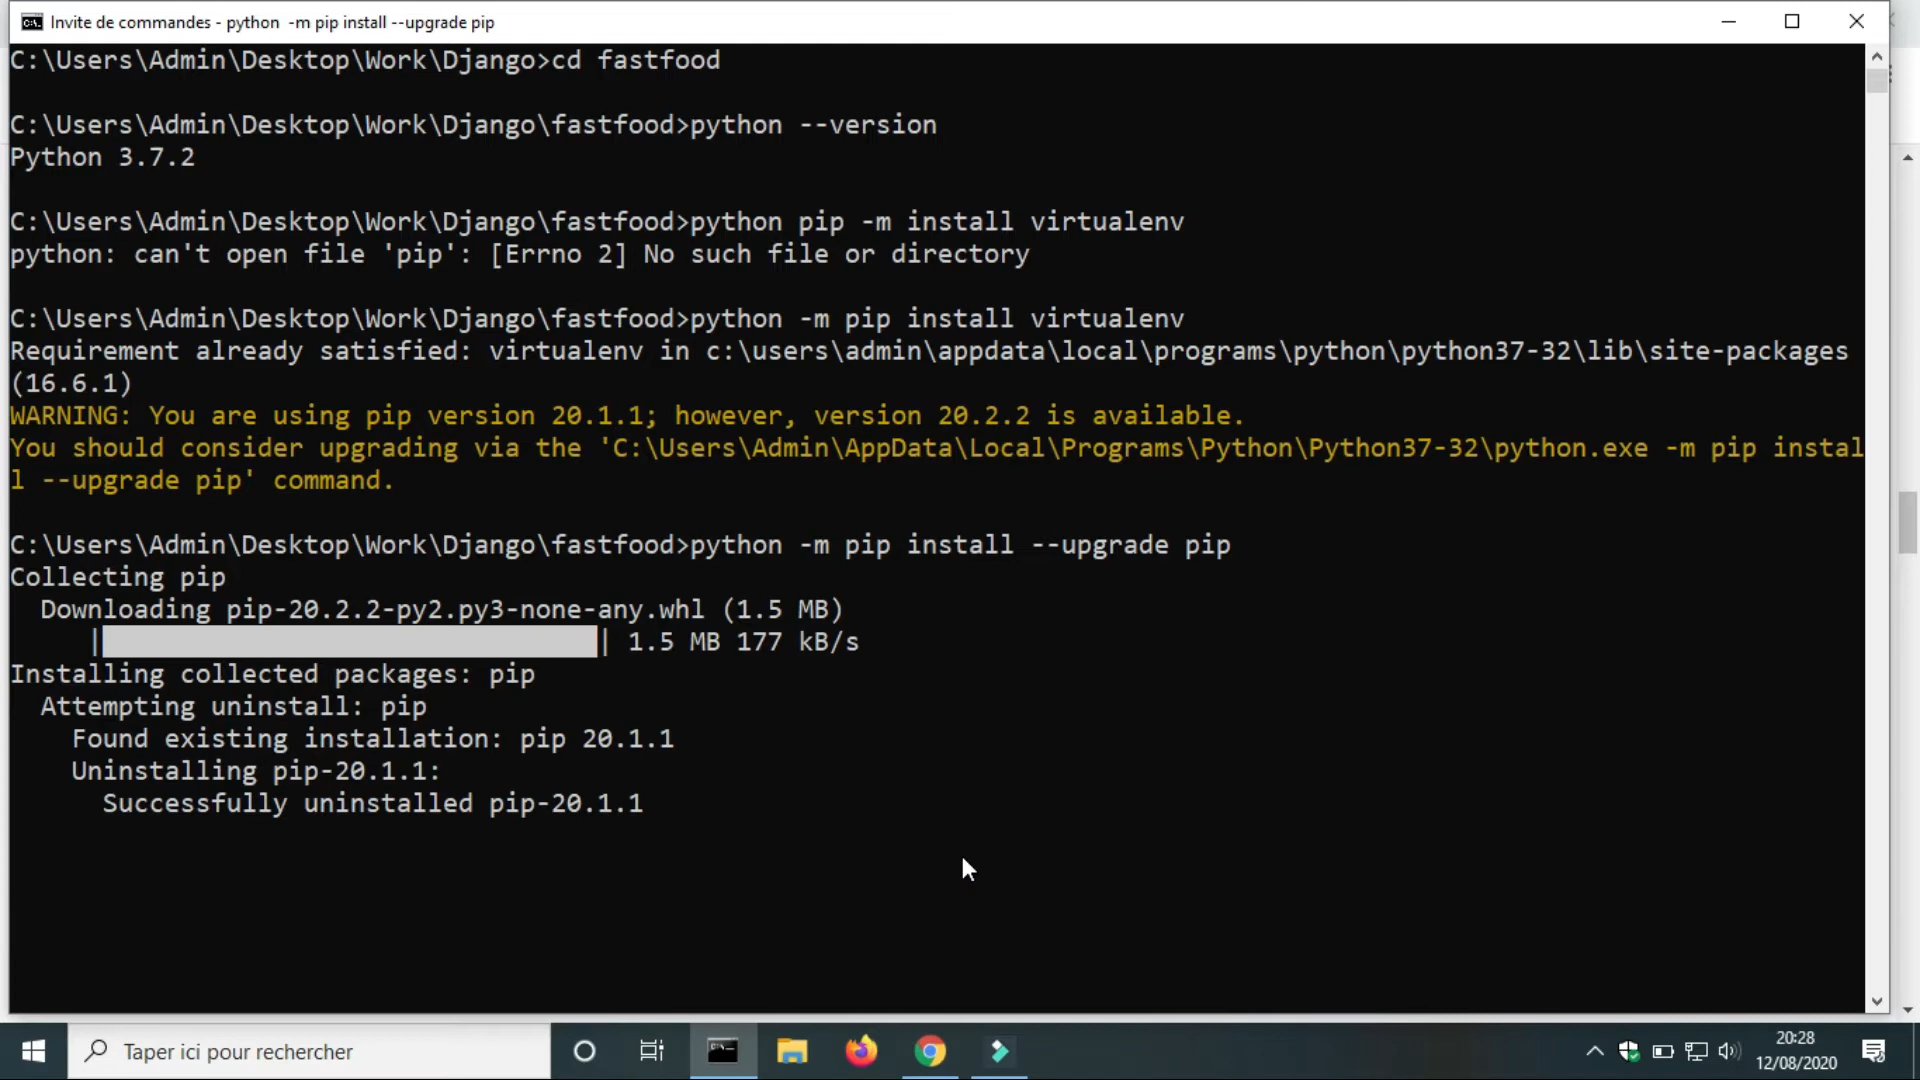 Invite de commandes - python  -m pip install --upgrade pip
C:\Users\Admin\Desktop\Work\Django>cd fastfood
C:\Users\Admin\Desktop\Work\Django\fastfood>python --version
Python 3.7.2
C:\Users\Admin\Desktop\Work\Django\fastfood>python pip -m install virtualenv
python: can't open file 'pip': [Errno 2] No such file or directory
C:\Users\Admin\Desktop\Work\Django\fastfood>python -m pip install virtualenv
Requirement already satisfied: virtualenv in c:\users\admin\appdata\local\programs\python\python37-32\lib\site-packages
(16.6.1)
WARNING: You are using pip version 20.1.1; however, version 20.2.2 is available.
You should consider upgrading via the 'C:\Users\Admin\AppData\Local\Programs\Python\Python37-32\python.exe -m pip instal
l --upgrade pip' command.
C:\Users\Admin\Desktop\Work\Django\fastfood>python -m pip install --upgrade pip
Collecting pip
  Downloading pip-20.2.2-py2.py3-none-any.whl (1.5 MB)
| | 1.5 MB 177 kB/s
Installing collected packages: pip
  Attempting uninstall: pip
    Found existing installation: pip 20.1.1
    Uninstalling pip-20.1.1:
      Successfully uninstalled pip-20.1.1
Taper ici pour rechercher
20:28
12/08/2020